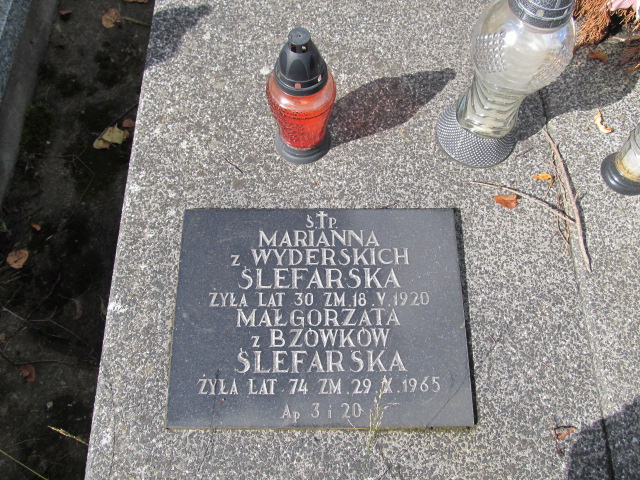 Ś.†P.
MARIANNA
z WYDERSKICH
ŚLEFARSKA
ŻYŁA LAT 30 ZM. 18.V.1920
MAŁGORZATA
z BZÓWKÓW
ŚLEFARSKA
ŻYŁA LAT. 74 ZM. 29.X.1965
Ap 3 i 20